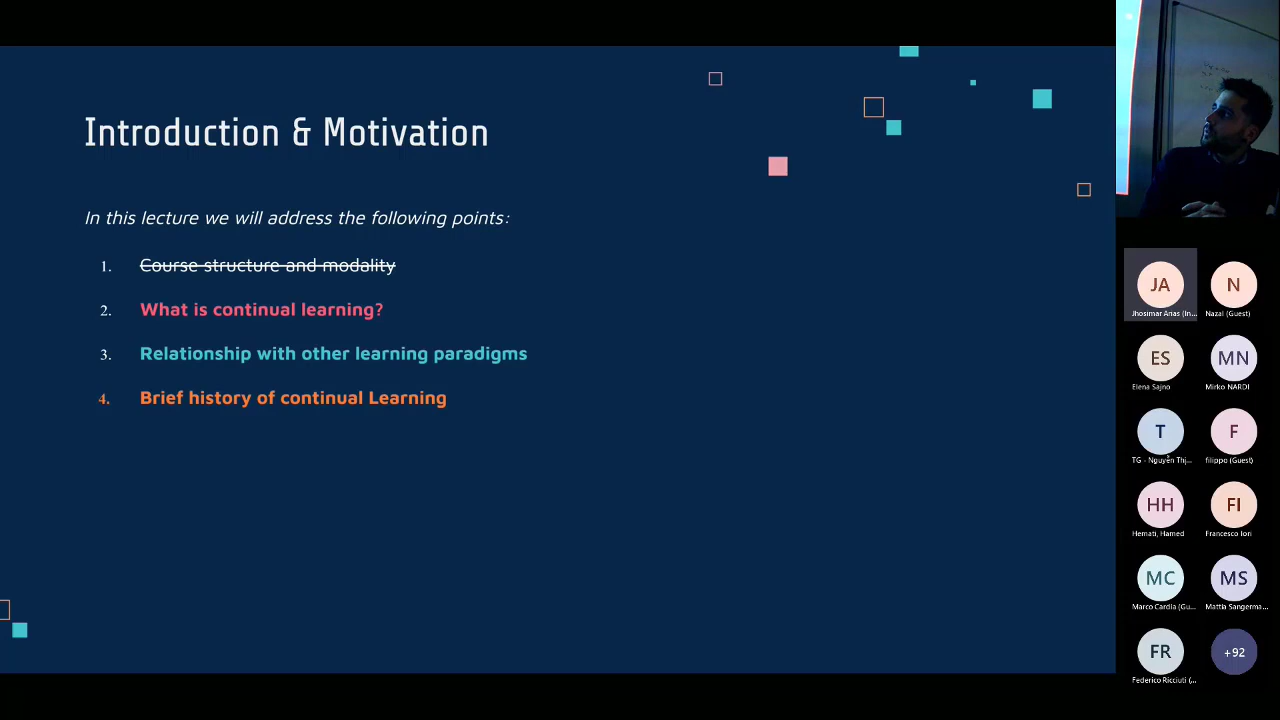 Introduction & Motivation
In this lecture we will address the following points:
1. Course structure and modality
2. What is continual learning?
3. Relationship with other learning paradigms
4. Brief history of continual Learning
JA N
Jhosimar Arias (In... Nazal (Guest)
ES MN
Elena Sajno Mirko NARDI
T F
TG - Nguyễn Thị... filippo (Guest)
HH FI
Hemati, Hamed Francesco Iori
MC MS
Marco Cardia (Gu... Mattia Sangerma...
FR +92
Federico Ricciuti (...